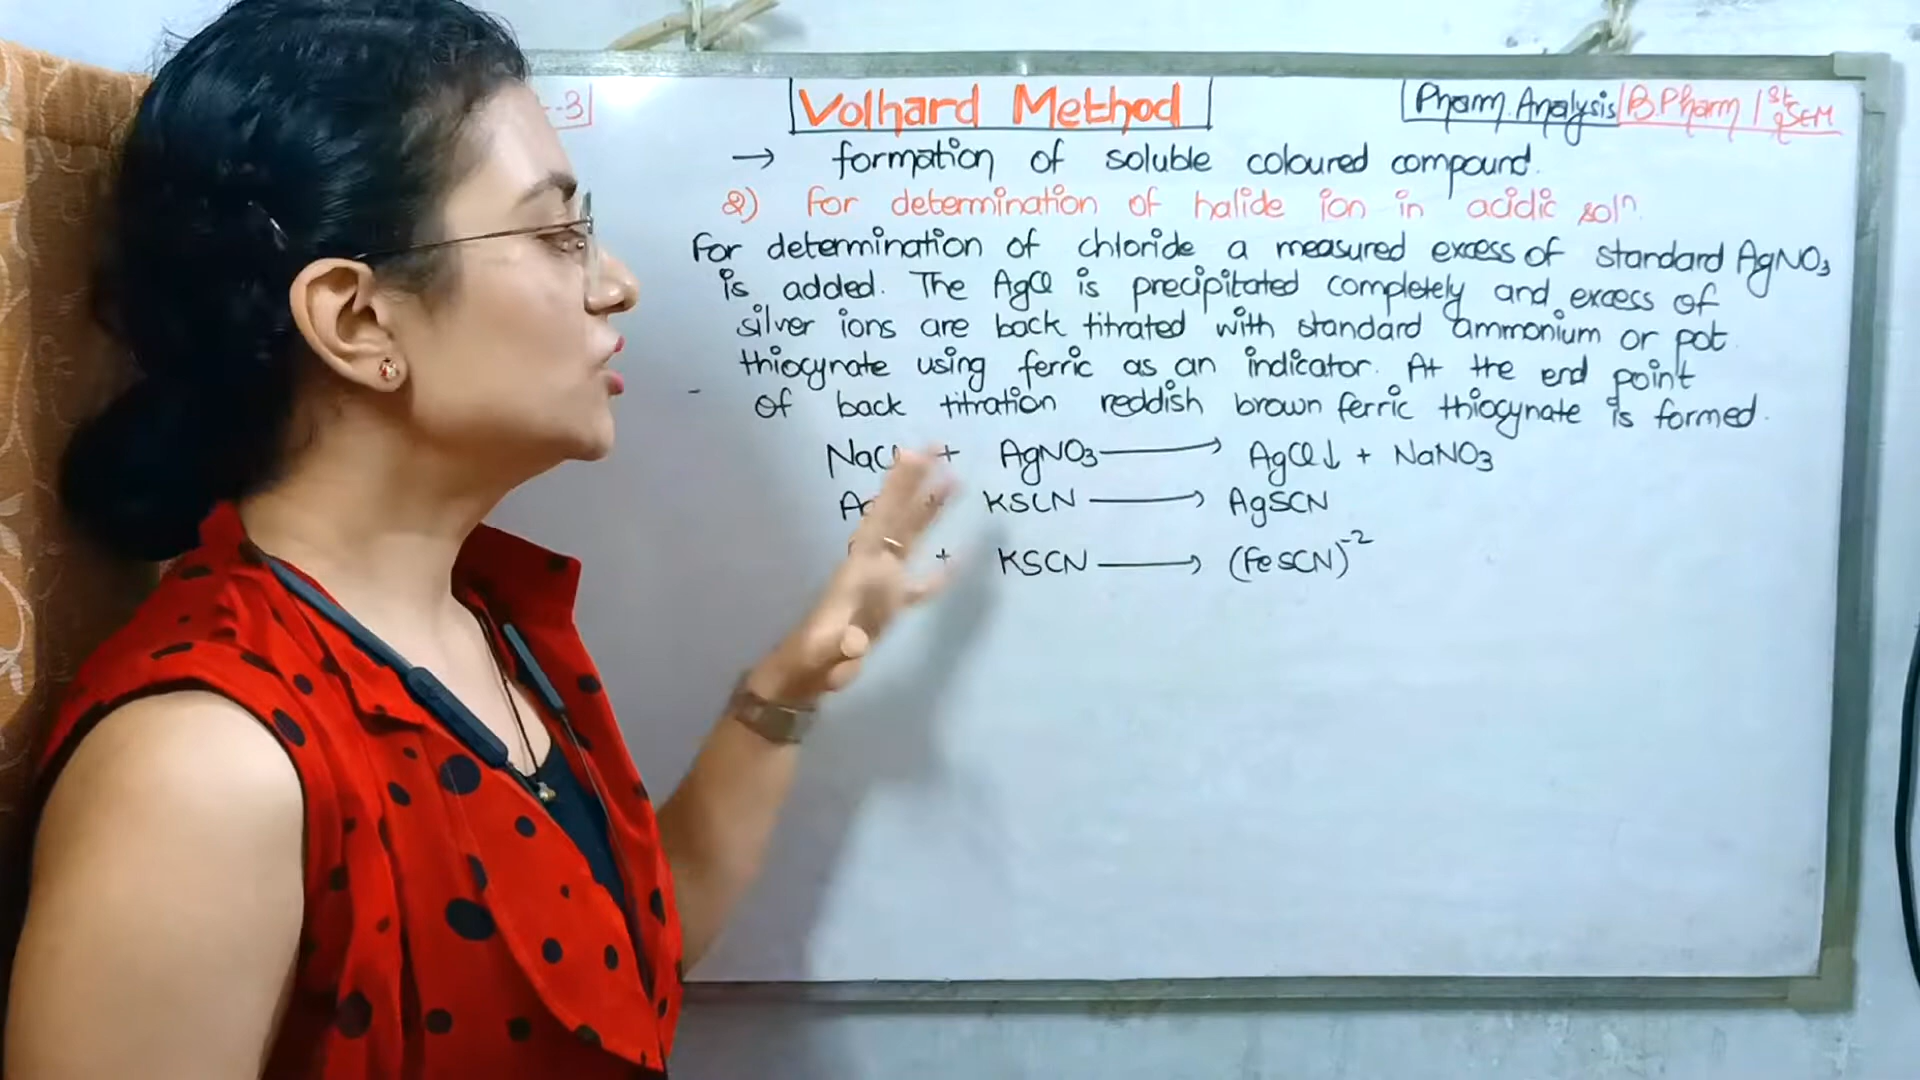 -3
Volhard Method
Pharm. Analysis B.Pharm 1st SEM
→ formation of soluble coloured compound.
2) for determination of halide ion in acidic soln.
For determination of chloride a measured excess of standard AgNO3
is added. The AgCl is precipitated completely and excess of
silver ions are back titrated with standard ammonium or pot.
thiocynate using ferric as an indicator. At the end point
of back titration reddish brown ferric thiocynate is formed.
NaCl + AgNO3 → AgCl↓ + NaNO3
+ KSCN → AgSCN
+ KSCN → (FeSCN)-2